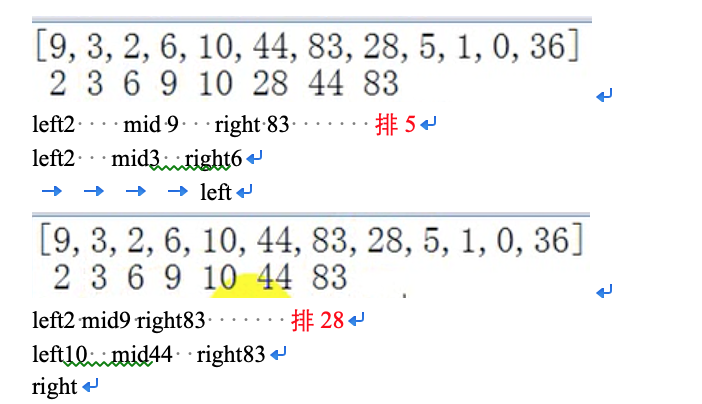 [9, 3, 2, 6, 10, 44, 83, 28, 5, 1, 0, 36]
2 3 6 9 10 28 44 83
left2 mid 9 right 83 排 5
left2 mid3 right6
left
[9, 3, 2, 6, 10, 44, 83, 28, 5, 1, 0, 36]
2 3 6 9 10 44 83
left2 mid9 right83 排 28
left10 mid44 right83
right